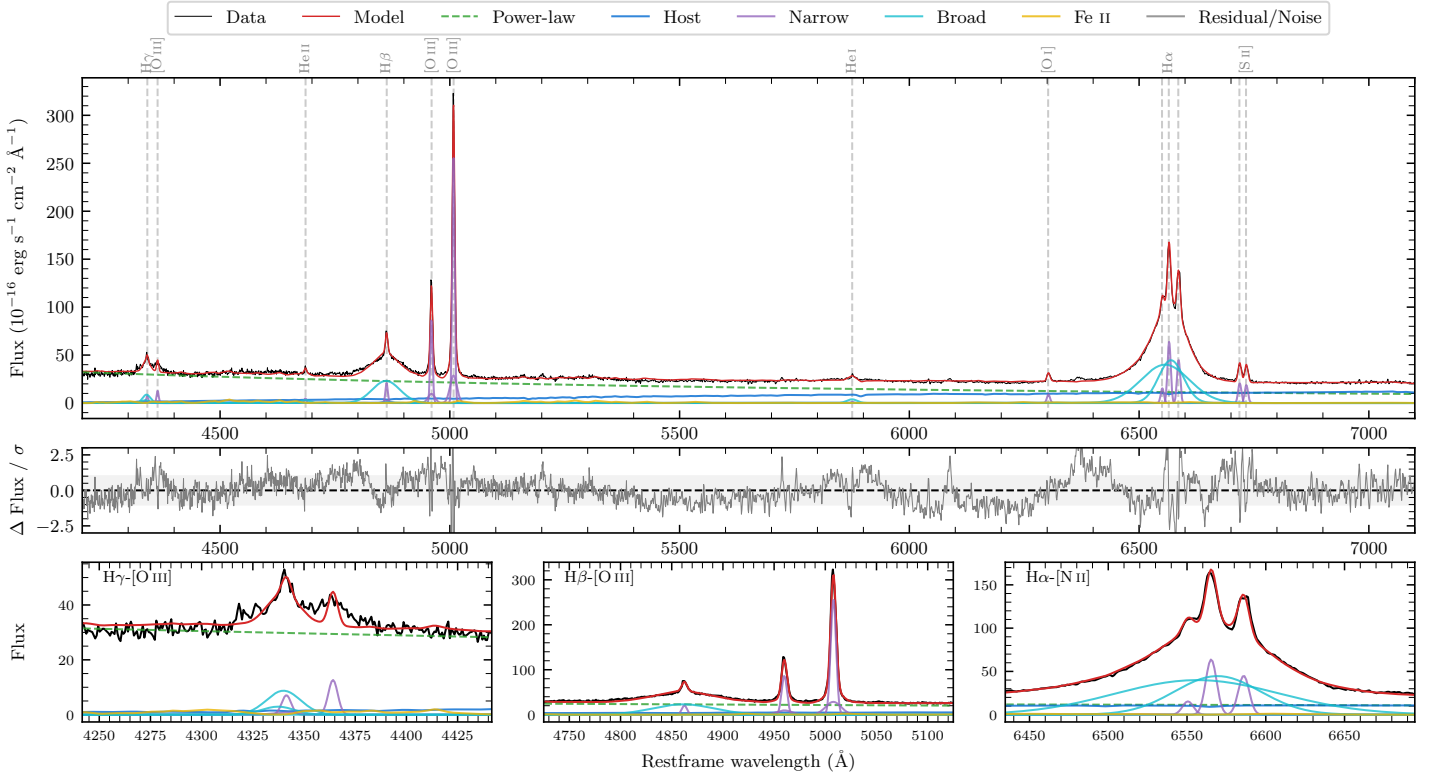 Data Model Power-law Host Narrow Broad Fe II Residual/Noise
Hγ [O III] He II Hβ [O III] [O III] He I [O I] Hα [S II]
Flux (10⁻¹⁶ erg s⁻¹ cm⁻² Å⁻¹)
300
250
200
150
100
50
0
4500 5000 5500 6000 6500 7000
Δ Flux / σ
2.5
0.0
−2.5
4500 5000 5500 6000 6500 7000
Flux
Hγ-[O III]
40
20
0
4250 4275 4300 4325 4350 4375 4400 4425
Hβ-[O III]
300
200
100
0
4750 4800 4850 4900 4950 5000 5050 5100
Hα-[N II]
150
100
50
0
6450 6500 6550 6600 6650
Restframe wavelength (Å)